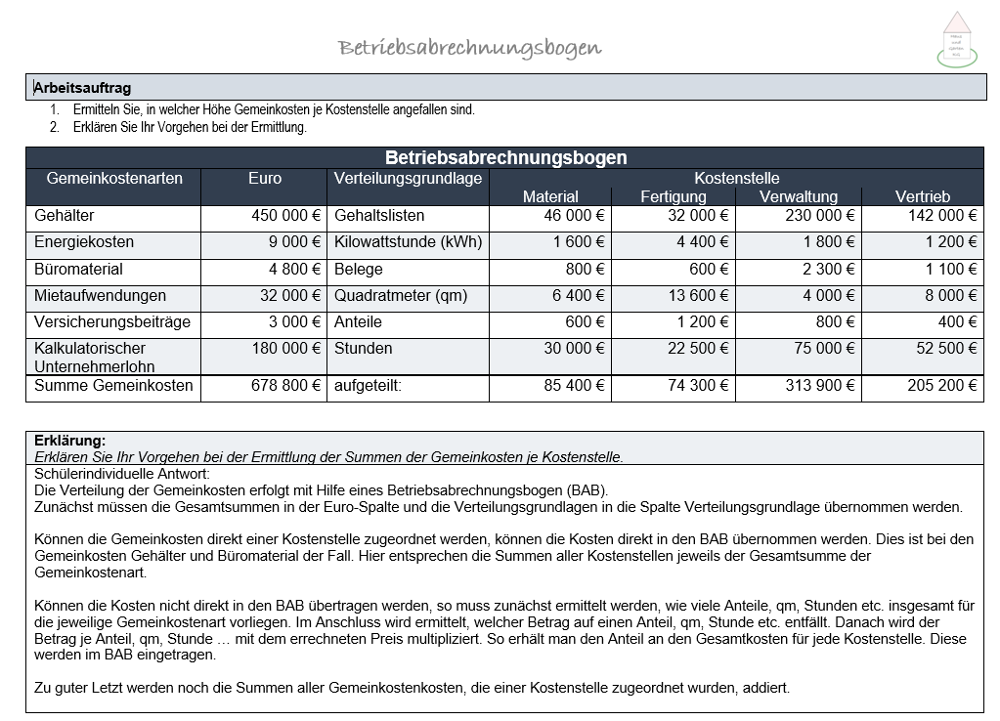 Betriebsabrechnungsbogen
Arbeitsauftrag
1. Ermitteln Sie, in welcher Höhe Gemeinkosten je Kostenstelle angefallen sind.
2. Erklären Sie Ihr Vorgehen bei der Ermittlung.
Betriebsabrechnungsbogen
Gemeinkostenarten Euro Verteilungsgrundlage Kostenstelle
Material Fertigung Verwaltung Vertrieb
Gehälter 450 000 € Gehaltslisten 46 000 € 32 000 € 230 000 € 142 000 €
Energiekosten 9 000 € Kilowattstunde (kWh) 1 600 € 4 400 € 1 800 € 1 200 €
Büromaterial 4 800 € Belege 800 € 600 € 2 300 € 1 100 €
Mietaufwendungen 32 000 € Quadratmeter (qm) 6 400 € 13 600 € 4 000 € 8 000 €
Versicherungsbeiträge 3 000 € Anteile 600 € 1 200 € 800 € 400 €
Kalkulatorischer 180 000 € Stunden 30 000 € 22 500 € 75 000 € 52 500 €
Unternehmerlohn
Summe Gemeinkosten 678 800 € aufgeteilt: 85 400 € 74 300 € 313 900 € 205 200 €
Erklärung:
Erklären Sie Ihr Vorgehen bei der Ermittlung der Summen der Gemeinkosten je Kostenstelle.
Schülerindividuelle Antwort:
Die Verteilung der Gemeinkosten erfolgt mit Hilfe eines Betriebsabrechnungsbogen (BAB).
Zunächst müssen die Gesamtsummen in der Euro-Spalte und die Verteilungsgrundlagen in die Spalte Verteilungsgrundlage übernommen werden.
Können die Gemeinkosten direkt einer Kostenstelle zugeordnet werden, können die Kosten direkt in den BAB übernommen werden. Dies ist bei den
Gemeinkosten Gehälter und Büromaterial der Fall. Hier entsprechen die Summen aller Kostenstellen jeweils der Gesamtsumme der
Gemeinkostenart.
Können die Kosten nicht direkt in den BAB übertragen werden, so muss zunächst ermittelt werden, wie viele Anteile, qm, Stunden etc. insgesamt für
die jeweilige Gemeinkostenart vorliegen. Im Anschluss wird ermittelt, welcher Betrag auf einen Anteil, qm, Stunde etc. entfällt. Danach wird der
Betrag je Anteil, qm, Stunde … mit dem errechneten Preis multipliziert. So erhält man den Anteil an den Gesamtkosten für jede Kostenstelle. Diese
werden im BAB eingetragen.
Zu guter Letzt werden noch die Summen aller Gemeinkostenkosten, die einer Kostenstelle zugeordnet wurden, addiert.